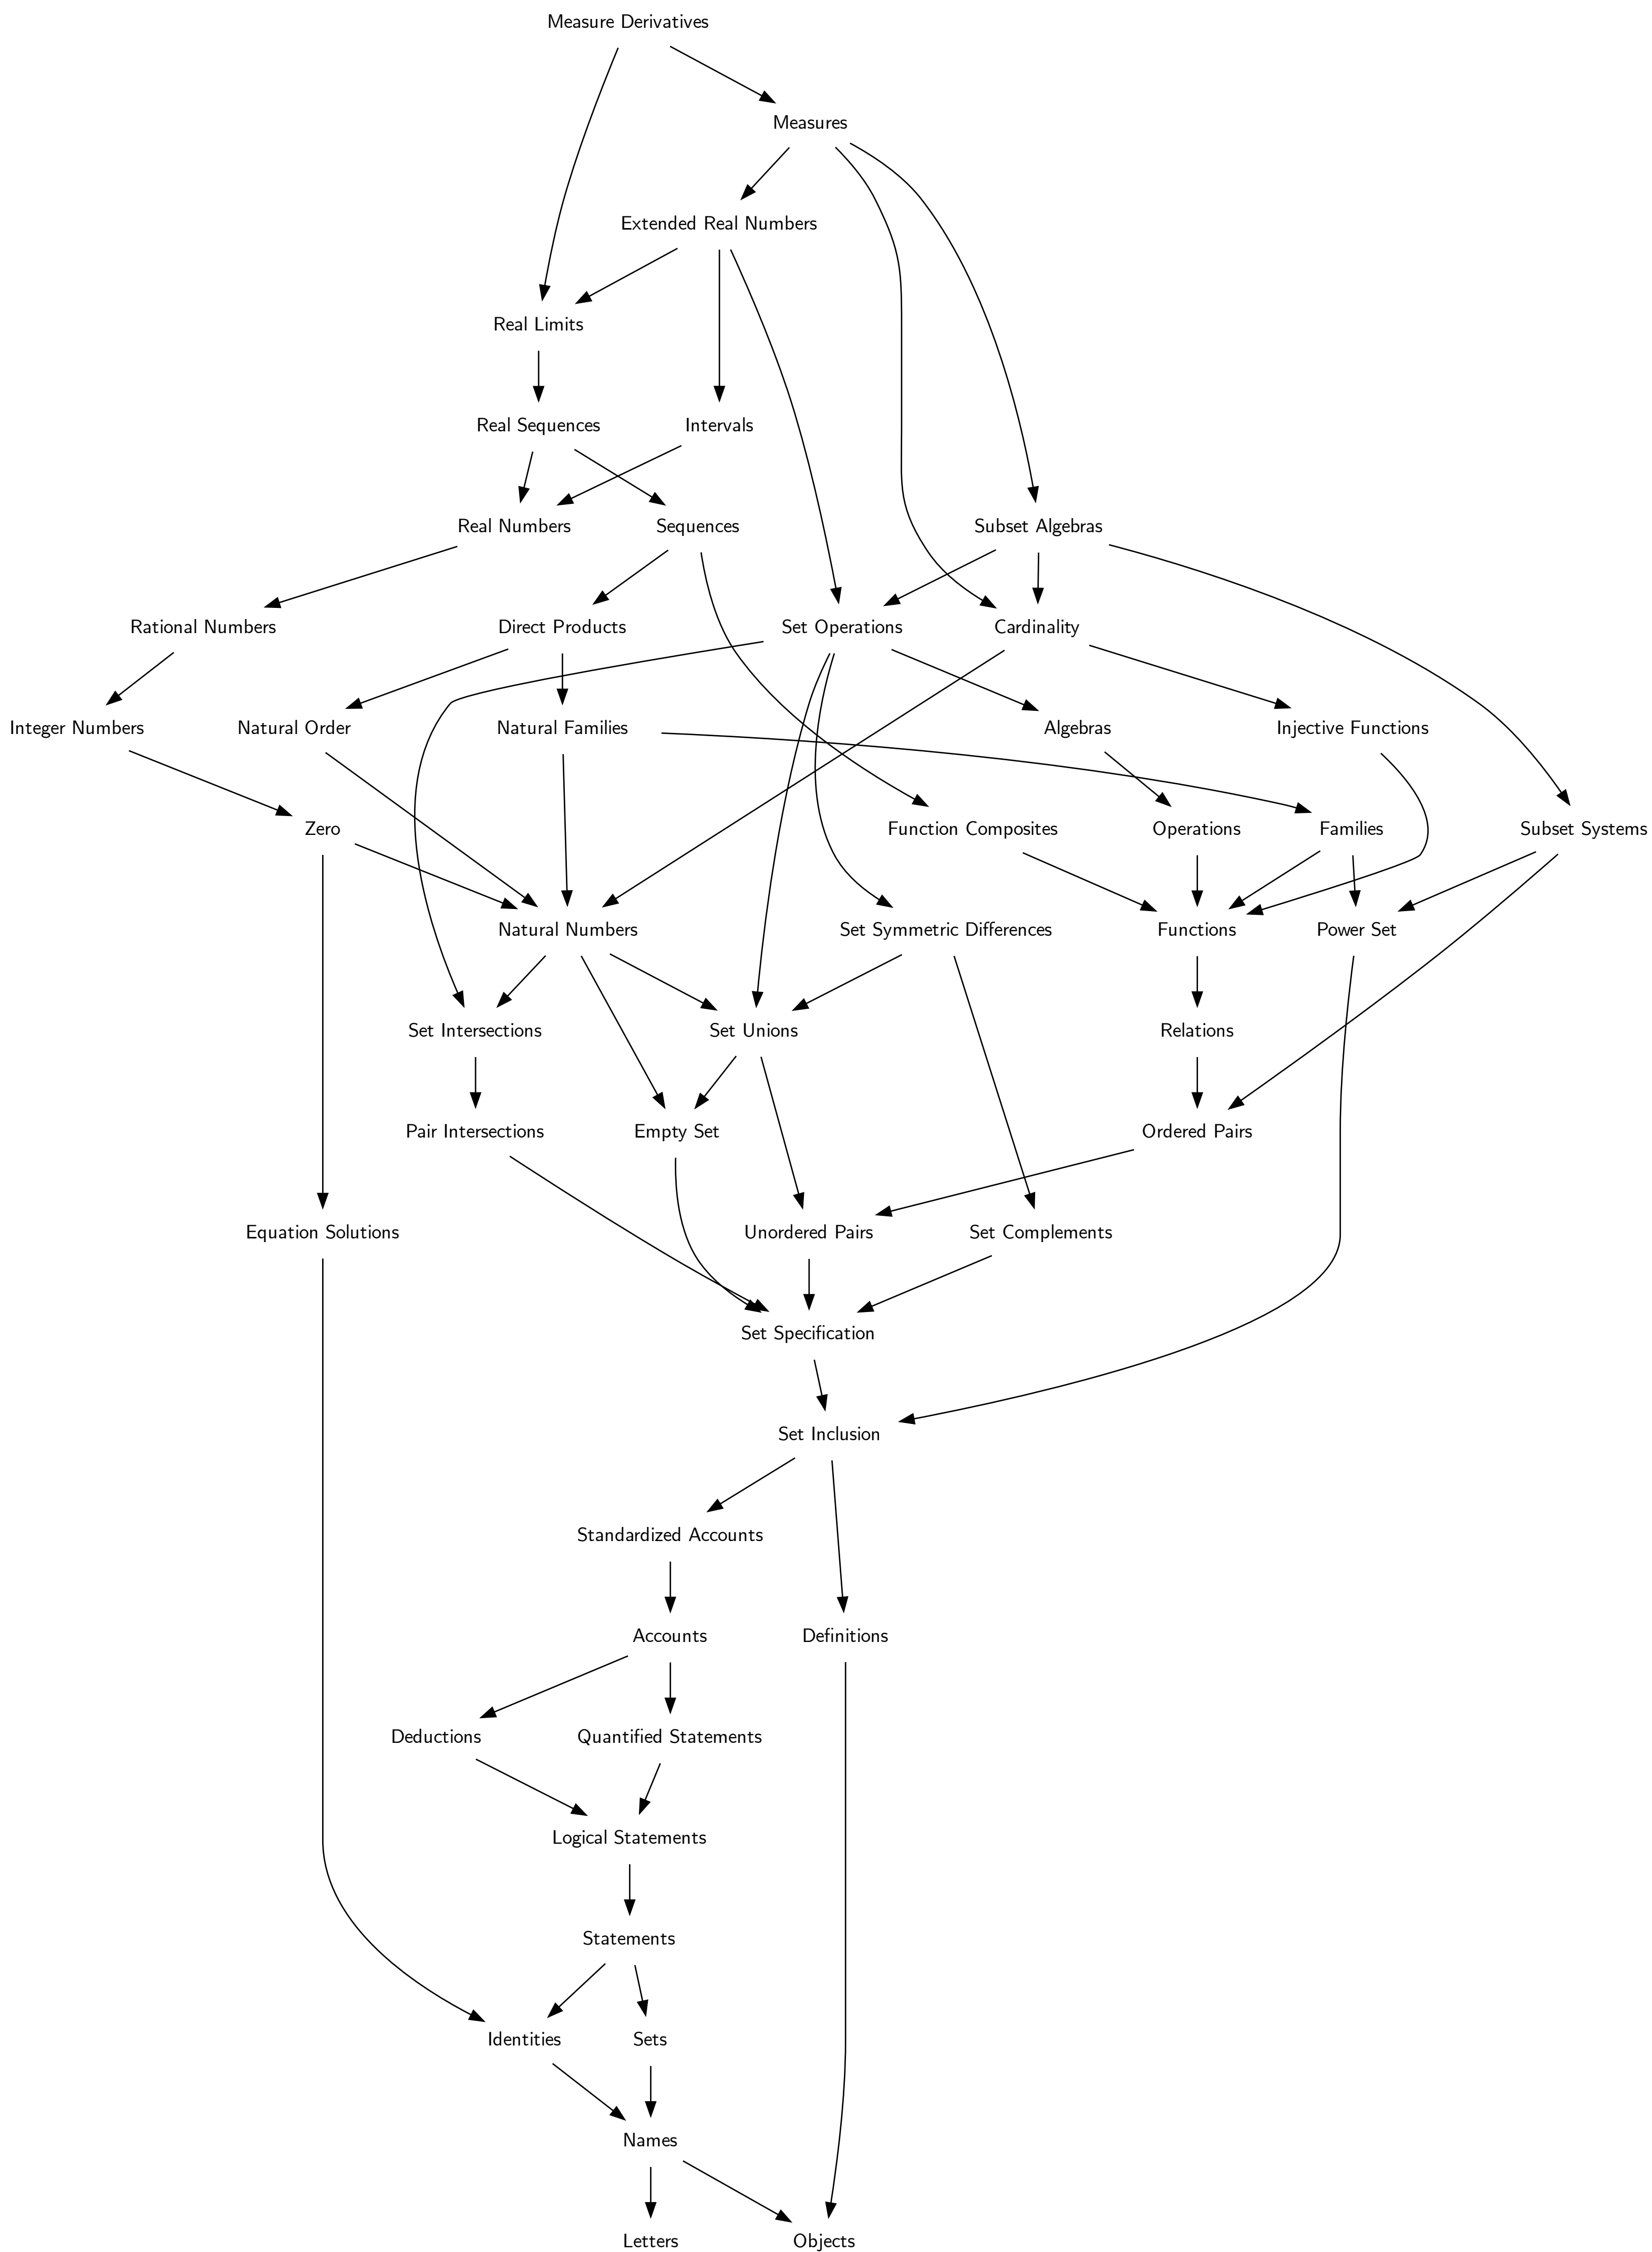 Measure Derivatives
Measures
Extended Real Numbers
Real Limits
Real Sequences
Intervals
Real Numbers
Sequences
Subset Algebras
Rational Numbers
Direct Products
Set Operations
Cardinality
Integer Numbers
Natural Order
Natural Families
Algebras
Injective Functions
Zero
Function Composites
Operations
Families
Subset Systems
Natural Numbers
Set Symmetric Differences
Functions
Power Set
Set Intersections
Set Unions
Relations
Pair Intersections
Empty Set
Ordered Pairs
Equation Solutions
Unordered Pairs
Set Complements
Set Specification
Set Inclusion
Standardized Accounts
Accounts
Definitions
Deductions
Quantified Statements
Logical Statements
Statements
Identities
Sets
Names
Letters
Objects